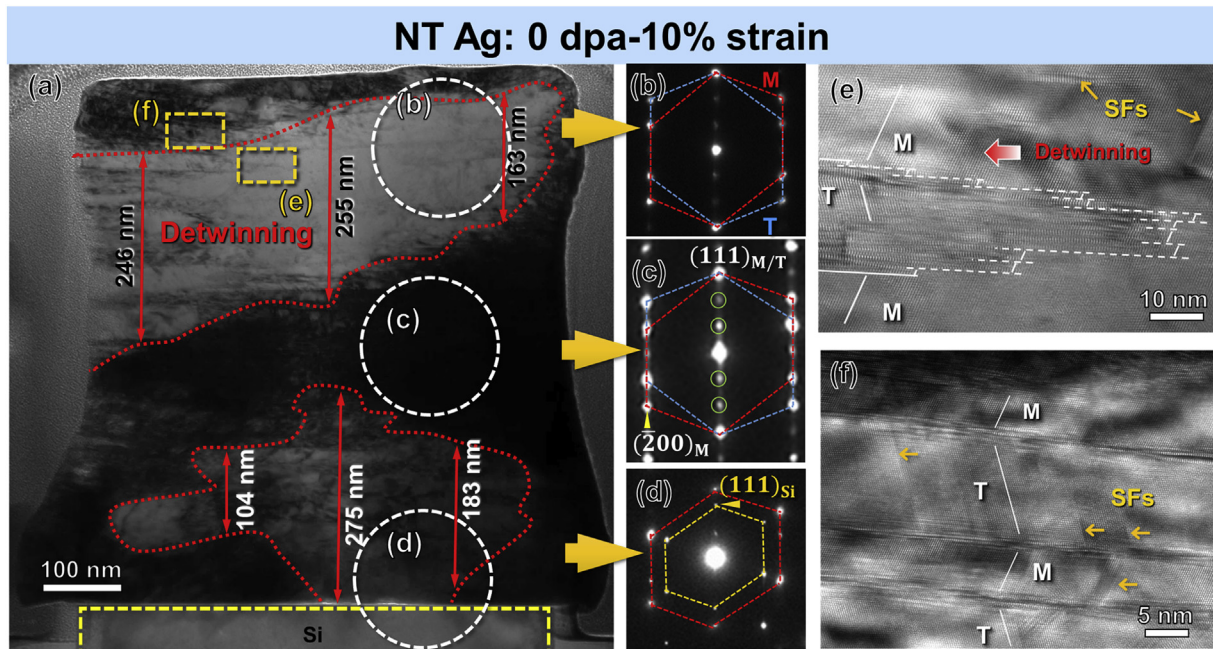 NT Ag: 0 dpa-10% strain
(a)
(f)
(b)
(e)
246 nm
Detwinning
255 nm
163 nm
(c)
104 nm
275 nm
183 nm
(d)
100 nm
Si
(b)
M
T
(c)
(111)M/T
(2̄00)M
(d)
(111)Si
(e)
SFs
M
Detwinning
T
M
10 nm
(f)
M
T
SFs
M
T
5 nm